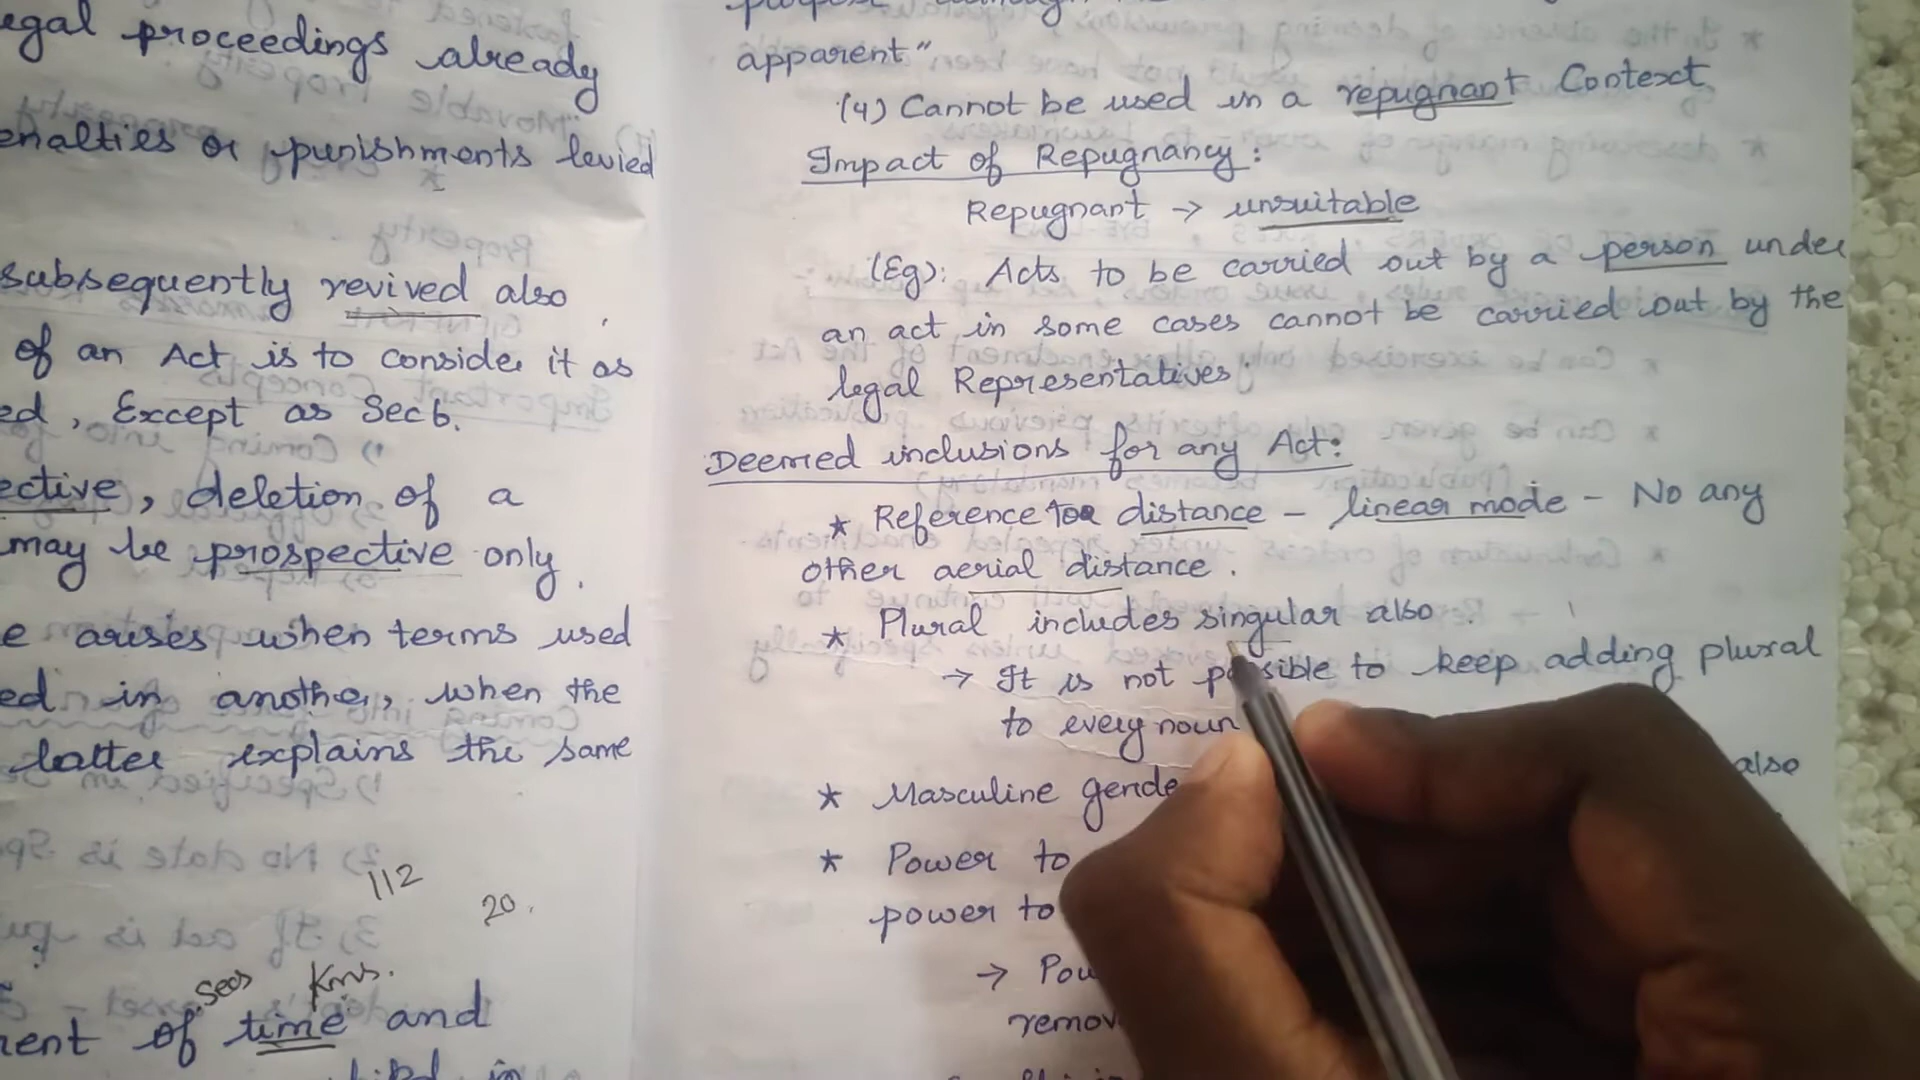 egal proceedings already
enalties or punishments levied
subsequently revived also
of an Act is to consider it as
ed, Except as Sec 6.
ective, deletion of a
may be prospective only.
e arises when terms used
ed in another, when the
latter explains the same
112
20.
secs Kms.
ment of time and
apparent"
(4) Cannot be used in a repugnant Context
Impact of Repugnancy:
Repugnant → unsuitable
(Eg): Acts to be carried out by a person under
an act in some cases cannot be carried out by the
legal Representatives;
Deemed inclusions for any Act:
* Reference to distance - linear mode - No any
other aerial distance.
* Plural includes singular also.
→ It is not possible to keep adding plural
to every noun
* Masculine gende also
* Power to
power to
→ Pow
remov